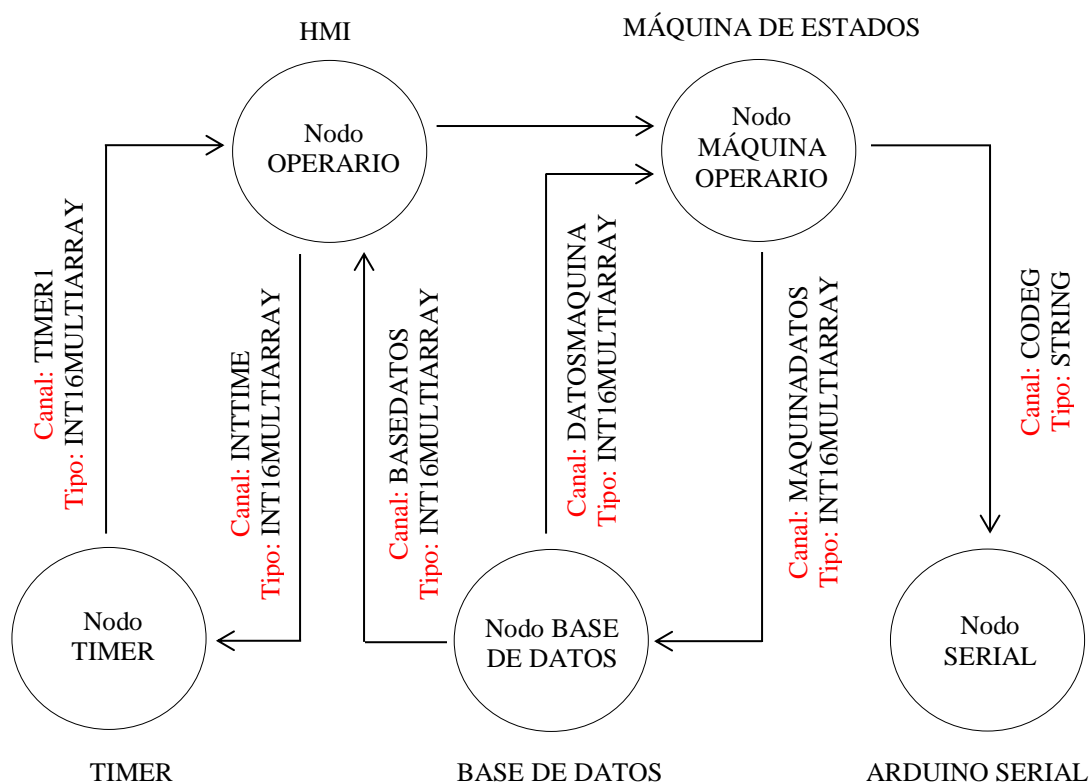 HMI
MÁQUINA DE ESTADOS
Nodo
OPERARIO
Nodo
MÁQUINA
OPERARIO
Canal: TIMER1
Tipo: INT16MULTIARRAY
Canal: INTTIME
Tipo: INT16MULTIARRAY
Canal: BASEDATOS
Tipo: INT16MULTIARRAY
Canal: DATOSMAQUINA
Tipo: INT16MULTIARRAY
Canal: MAQUINADATOS
Tipo: INT16MULTIARRAY
Canal: CODEG
Tipo: STRING
Nodo
TIMER
Nodo BASE
DE DATOS
Nodo
SERIAL
TIMER
BASE DE DATOS
ARDUINO SERIAL